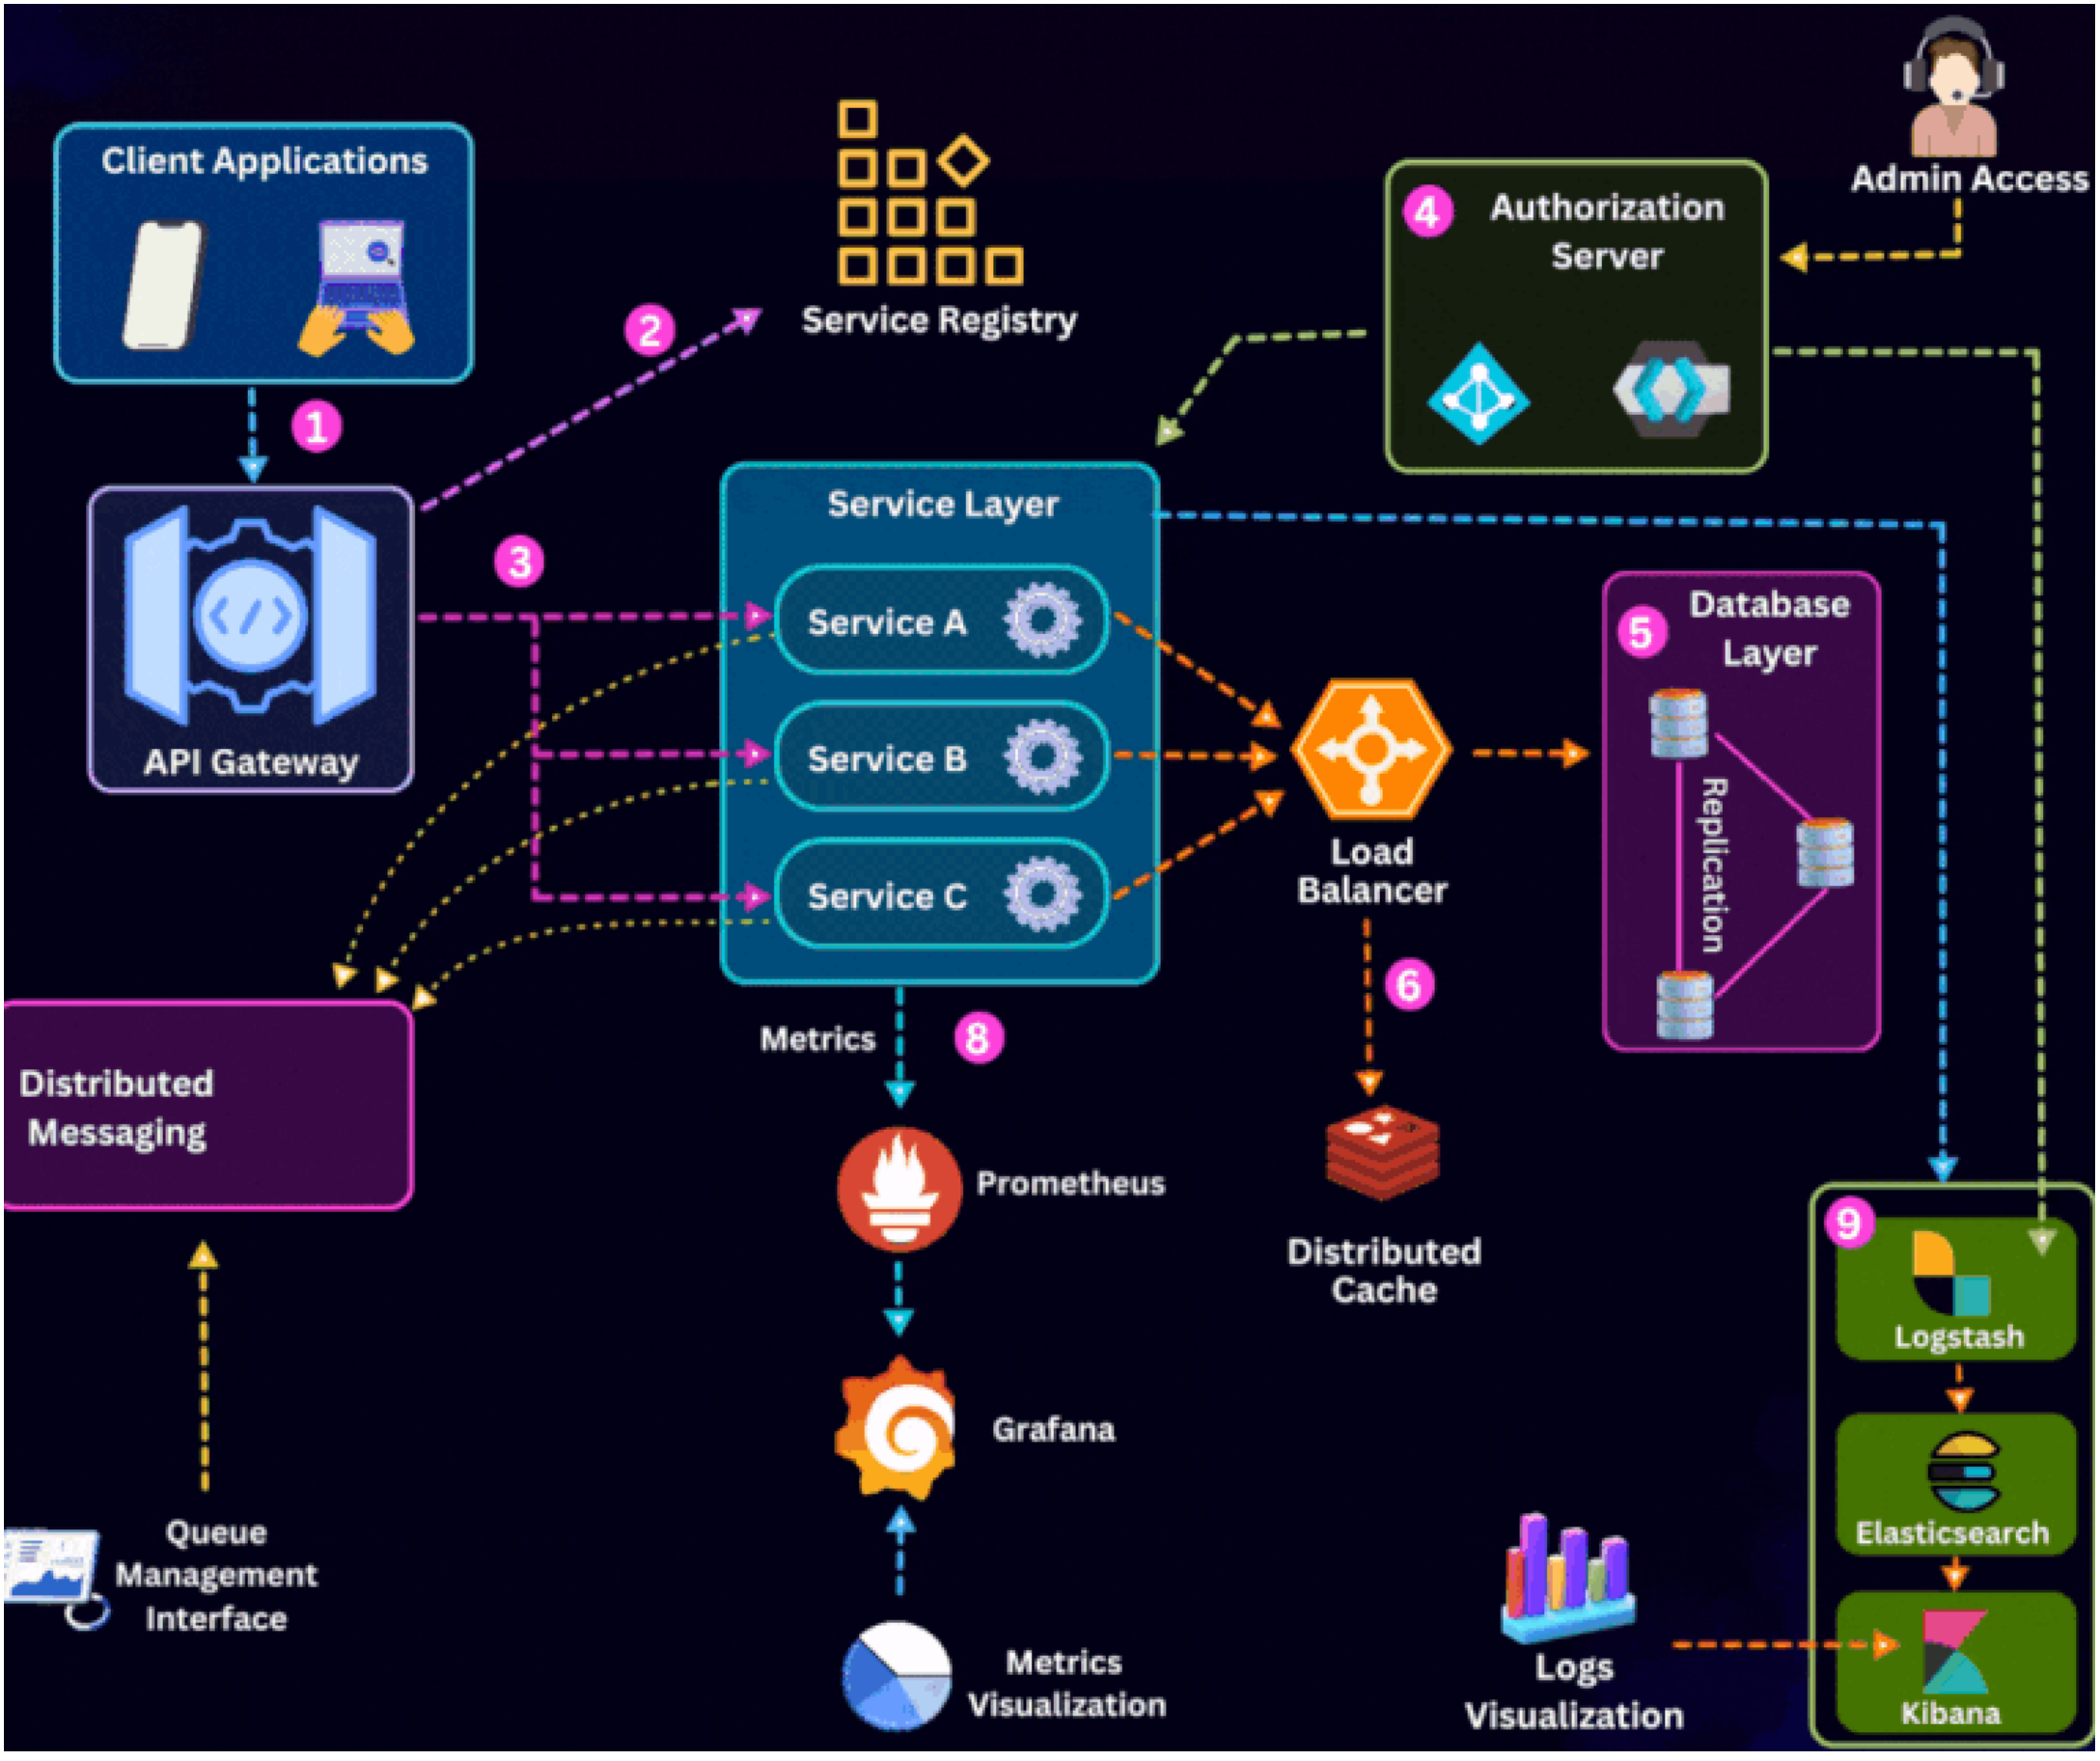 Admin Access
Client Applications
4
Authorization
Server
2
Service Registry
1
API Gateway
3
Service Layer
Service A
Service B
Service C
Load
Balancer
5
Database
Layer
Replication
6
Distributed
Cache
Distributed
Messaging
Metrics
8
Prometheus
Grafana
Metrics
Visualization
Queue
Management
Interface
9
Logstash
Elasticsearch
Kibana
Logs
Visualization